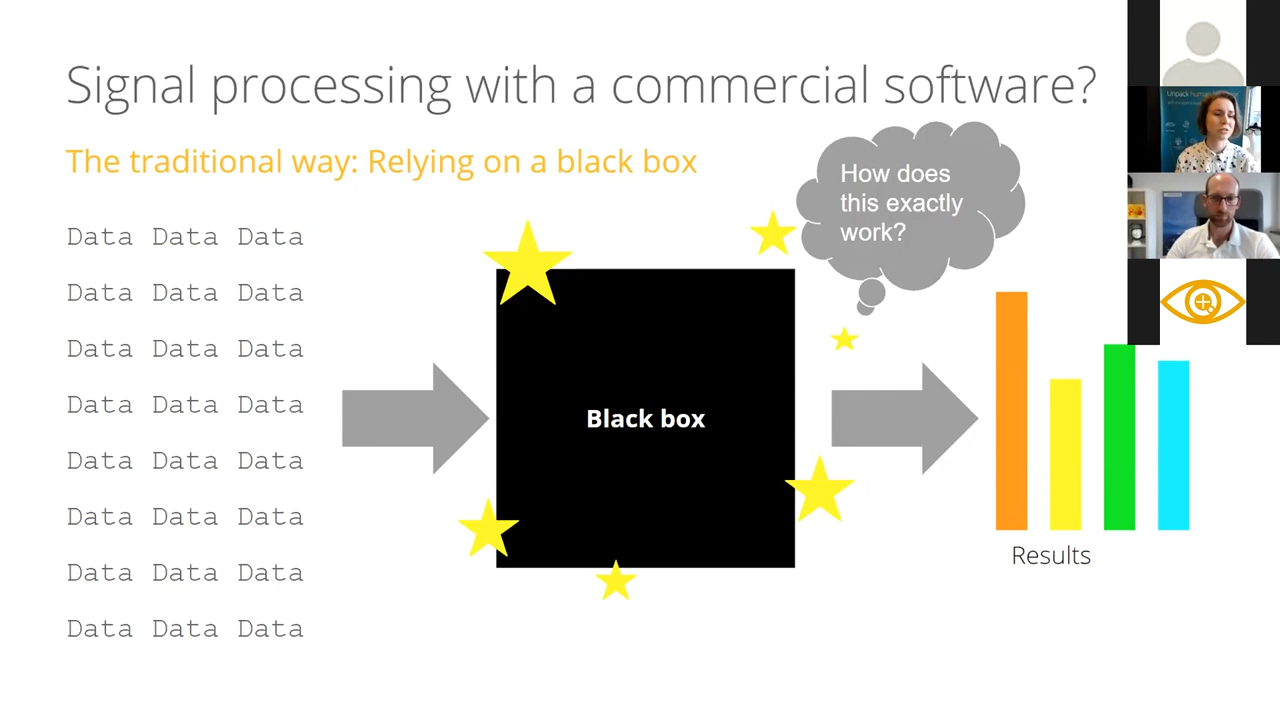 Signal processing with a commercial software?
The traditional way: Relying on a black box
How does
this exactly
work?
Data Data Data
Data Data Data
Data Data Data
Data Data Data
Data Data Data
Data Data Data
Data Data Data
Data Data Data
Black box
Results
Unpack human